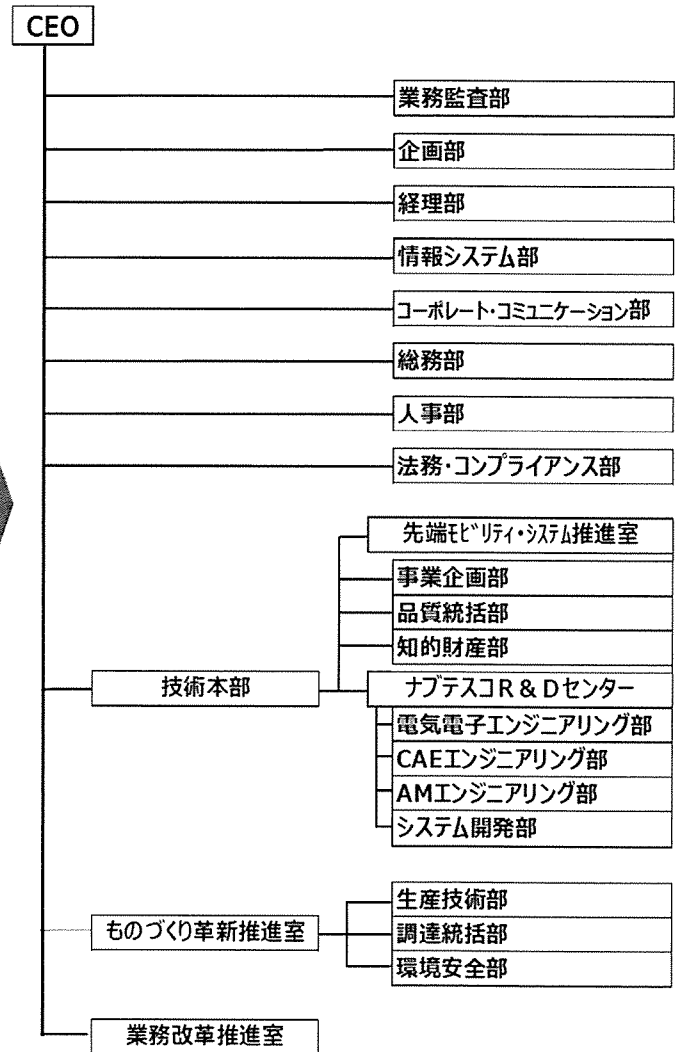 CEO
業務監査部
企画部
経理部
情報システム部
コーポレート・コミュニケーション部
総務部
人事部
法務・コンプライアンス部
先端モビリティ・システム推進室
事業企画部
品質統括部
知的財産部
技術本部
ナブテスコR&Dセンター
電気電子エンジニアリング部
CAEエンジニアリング部
AMエンジニアリング部
システム開発部
生産技術部
ものづくり革新推進室
調達統括部
環境安全部
業務改革推進室